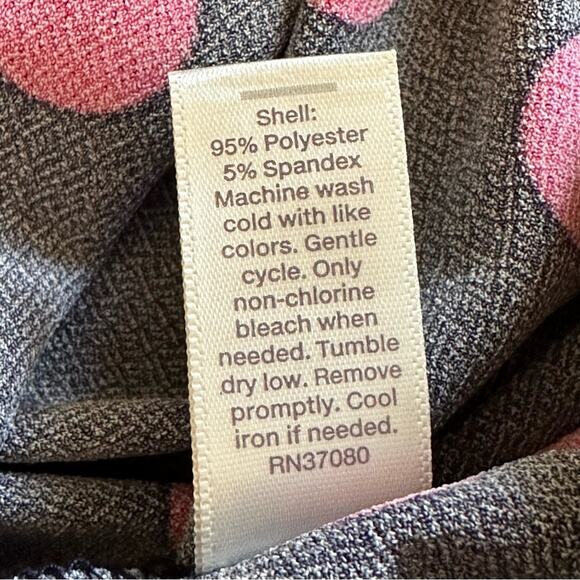 Shell:
95% Polyester
5% Spandex
Machine wash
cold with like
colors. Gentle
cycle. Only
non-chlorine
bleach when
needed. Tumble
dry low. Remove
promptly. Cool
iron if needed.
RN37080